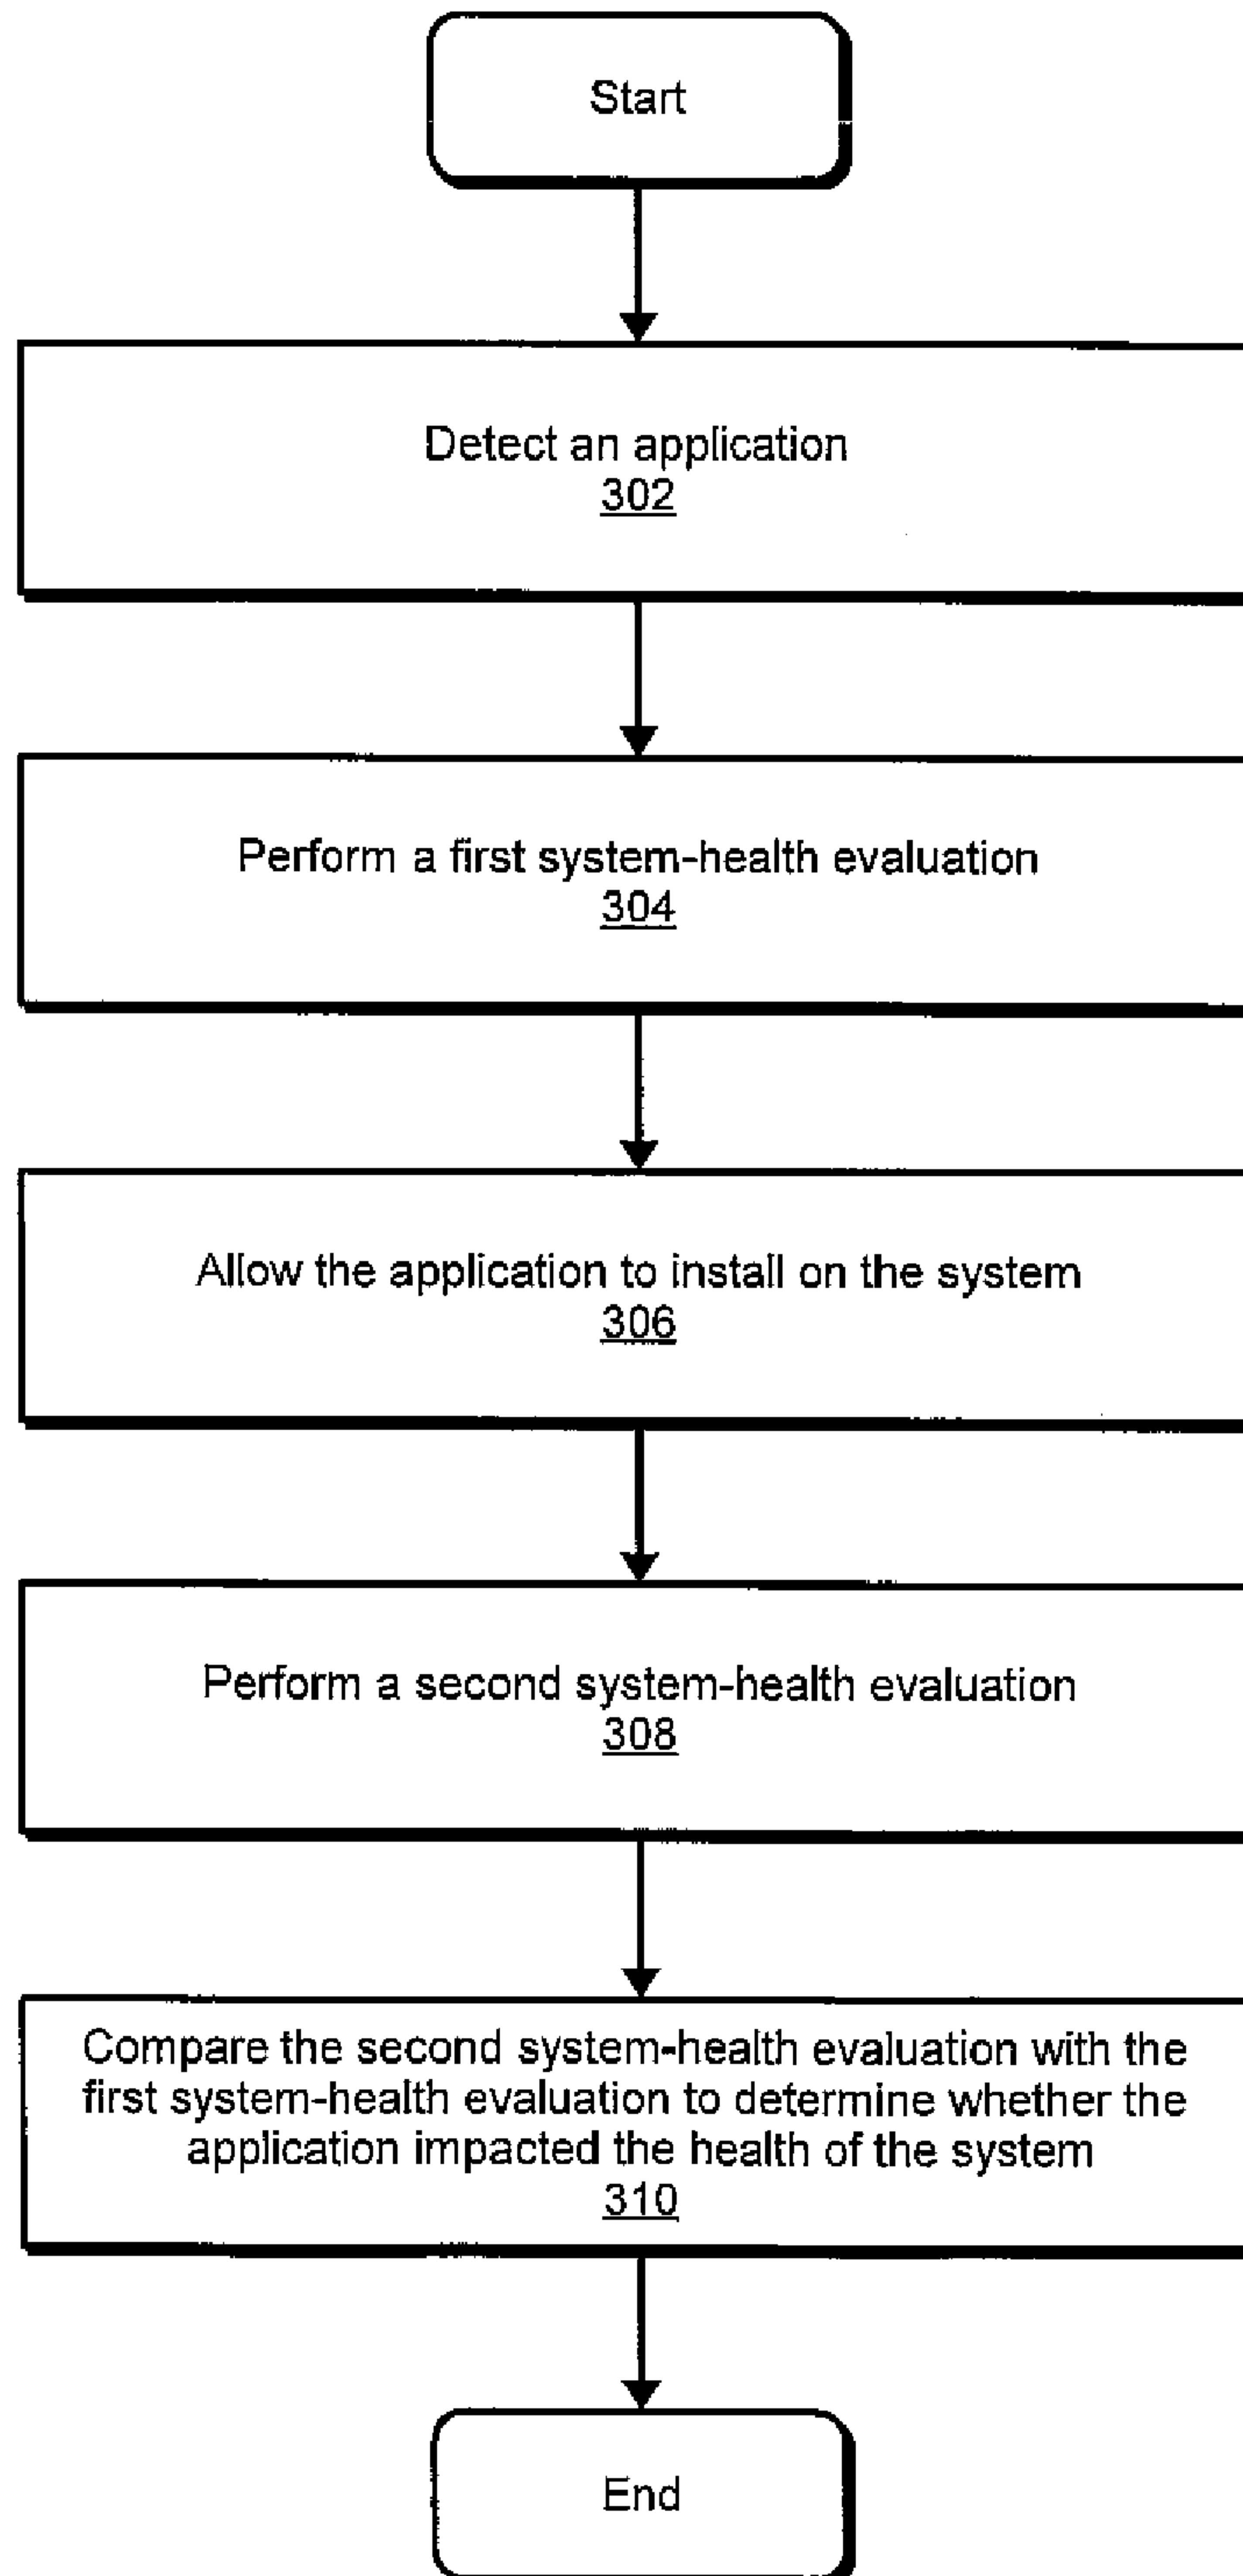 Start
Detect an application
302
Perform a first system-health evaluation
304
Allow the application to install on the system
306
Perform a second system-health evaluation
308
Compare the second system-health evaluation with the
first system-health evaluation to determine whether the
application impacted the health of the system
310
End